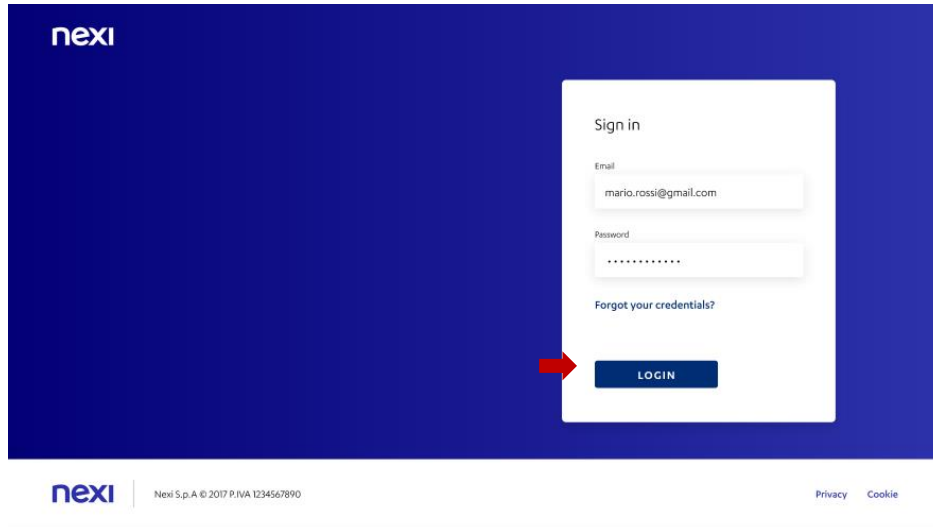 nexi
Sign in
Email
mario.rossi@gmail.com
Password
············
Forgot your credentials?
LOGIN
nexi
Nexi S.p.A © 2017 P.IVA 1234567890
Privacy Cookie